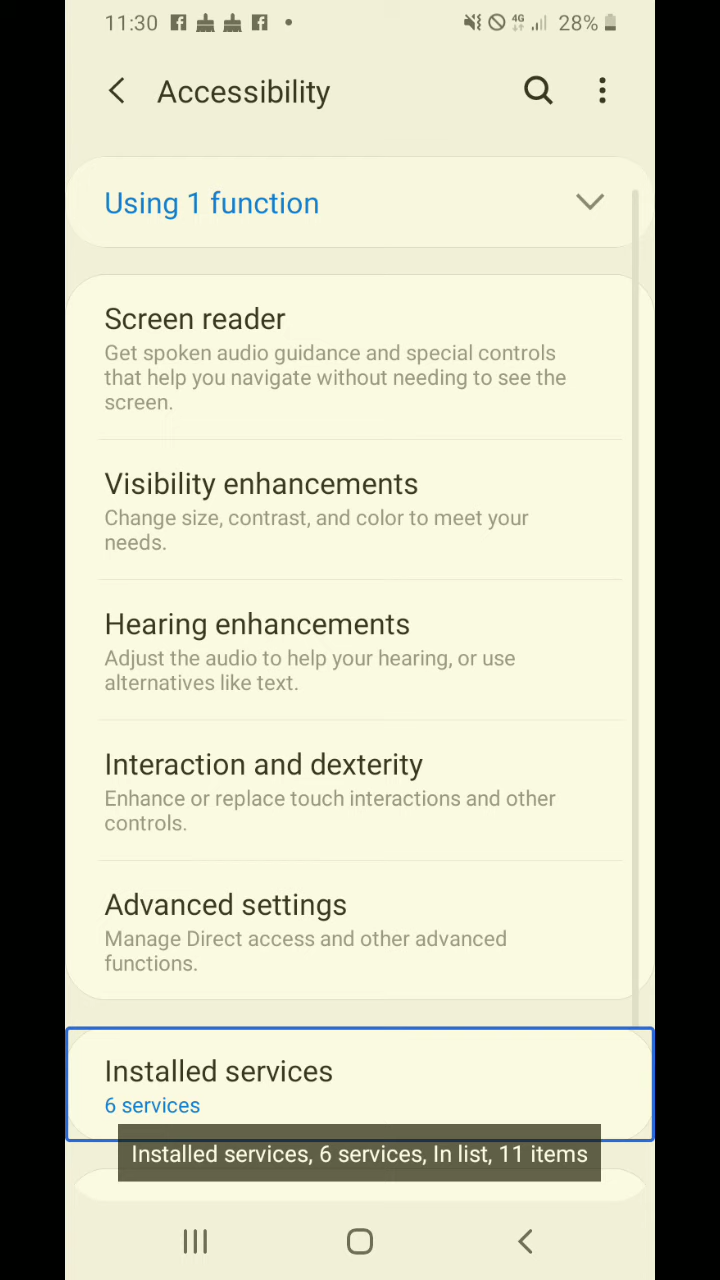 11:30 4G 28%
Accessibility
Using 1 function
Screen reader
Get spoken audio guidance and special controls
that help you navigate without needing to see the
screen.
Visibility enhancements
Change size, contrast, and color to meet your
needs.
Hearing enhancements
Adjust the audio to help your hearing, or use
alternatives like text.
Interaction and dexterity
Enhance or replace touch interactions and other
controls.
Advanced settings
Manage Direct access and other advanced
functions.
Installed services
6 services
Installed services, 6 services, In list, 11 items